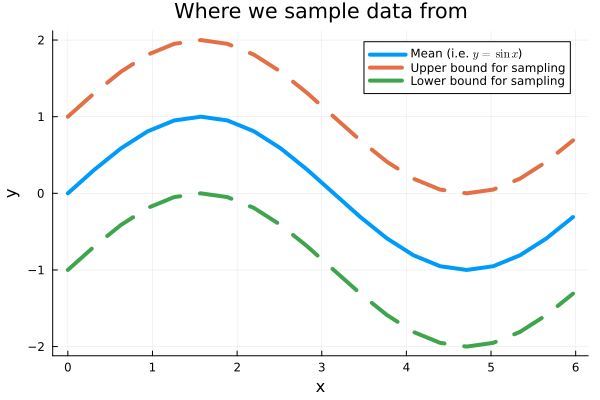 Where we sample data from
Mean (i.e. y = sin x)
Upper bound for sampling
Lower bound for sampling
2
1
0
−1
−2
y
0 1 2 3 4 5 6
x